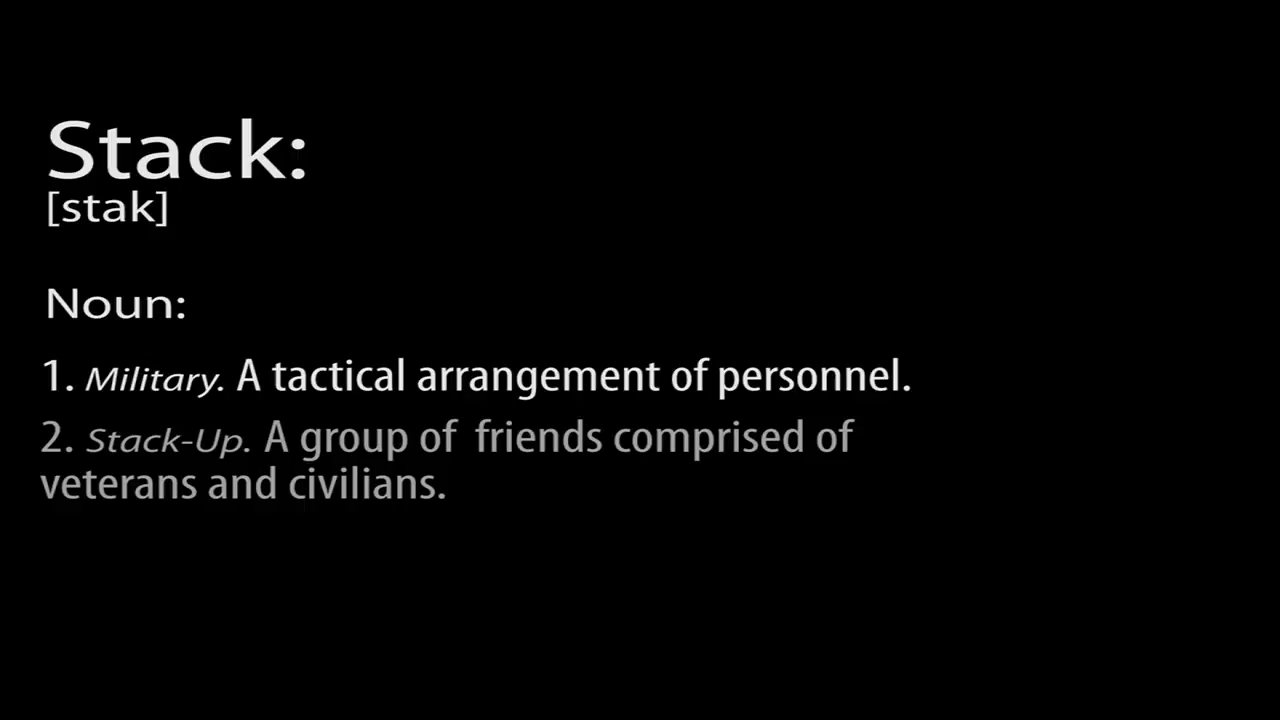 Stack:
[stak]
Noun:
1. Military. A tactical arrangement of personnel.
2. Stack-Up. A group of friends comprised of
veterans and civilians.